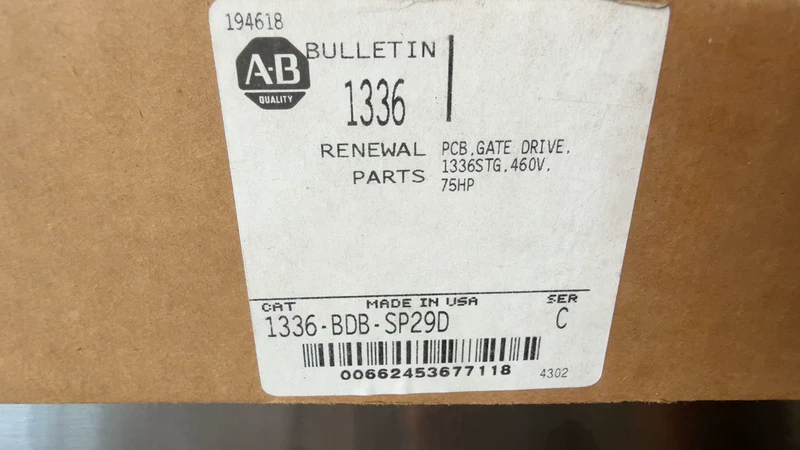 194618
A-B
QUALITY
BULLETIN
1336
RENEWAL
PARTS
PCB,GATE DRIVE,
1336STG,460V,
75HP
CAT MADE IN USA SER
1336-BDB-SP29D C
00662453677118 4302